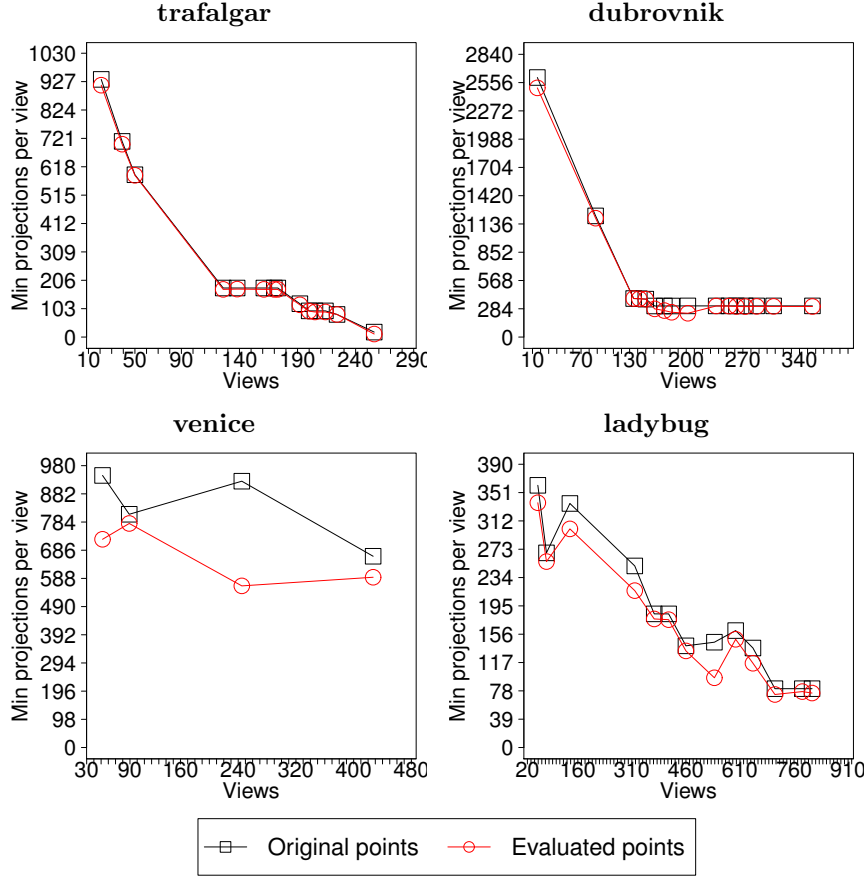 trafalgar
1030
927
824
721
618
515
412
309
206
103
0
Min projections per view
10 50 90 140 190 240 290
Views
dubrovnik
2840
2556
2272
1988
1704
1420
1136
852
568
284
0
Min projections per view
10 70 130 200 270 340
Views
venice
980
882
784
686
588
490
392
294
196
98
0
Min projections per view
30 90 160 240 320 400 480
Views
ladybug
390
351
312
273
234
195
156
117
78
39
0
Min projections per view
20 160 310 460 610 760 910
Views
Original points Evaluated points